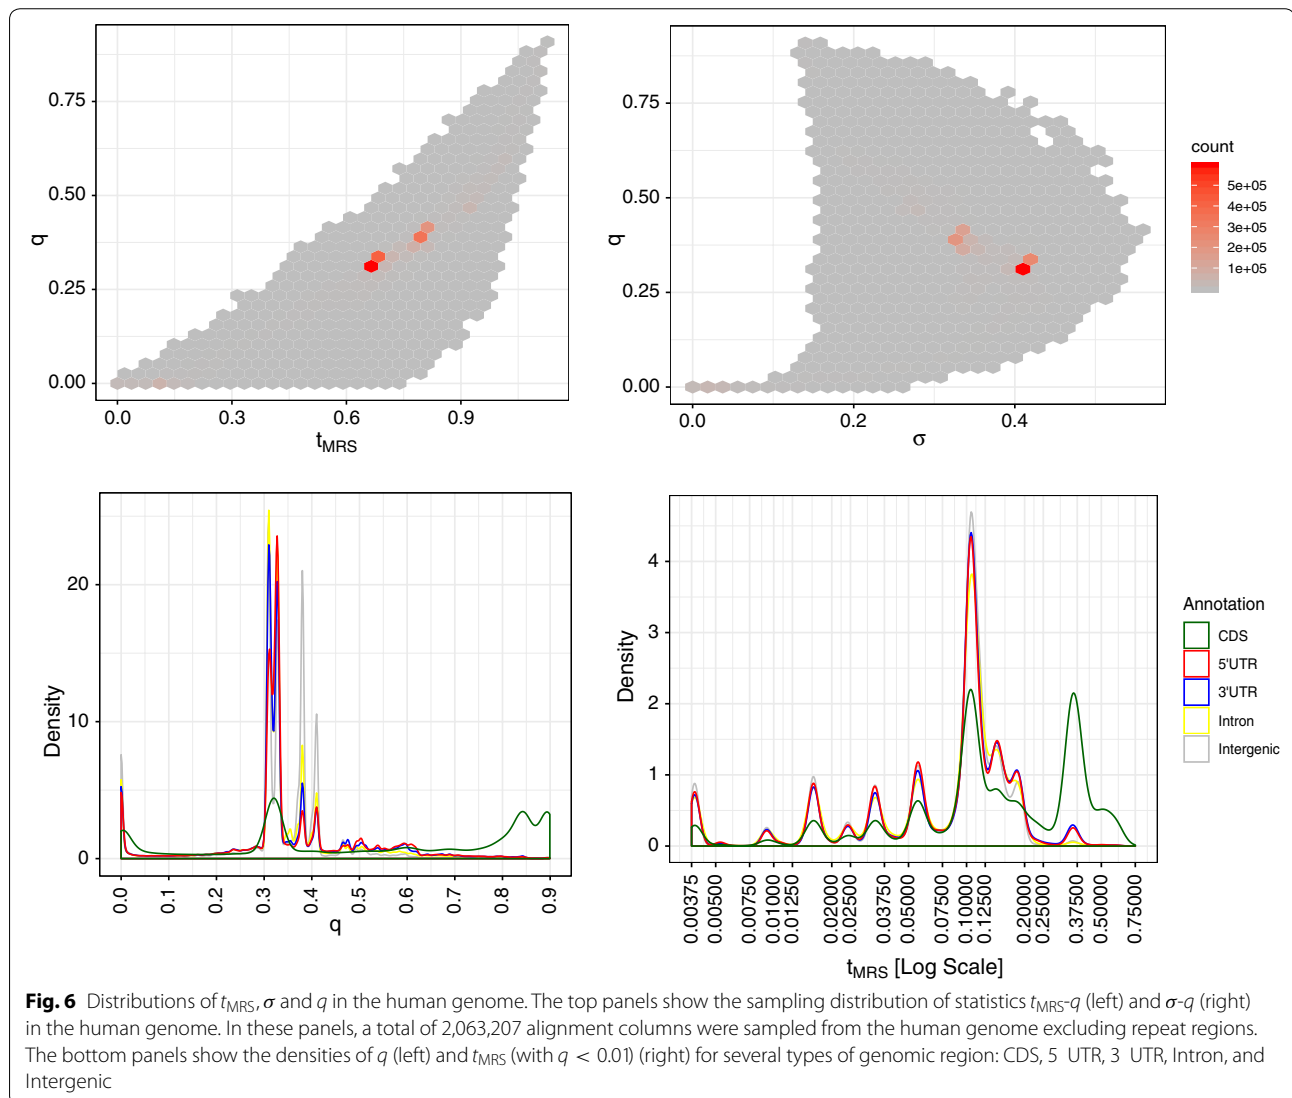 q
0.75
0.50
0.25
0.00
0.0 0.3 0.6 0.9
tMRS
q
0.75
0.50
0.25
0.00
0.0 0.2 0.4
σ
count
5e+05
4e+05
3e+05
2e+05
1e+05
Density
20
10
0
0.0 0.1 0.2 0.3 0.4 0.5 0.6 0.7 0.8 0.9
q
Density
4
3
2
1
0
0.00375 0.00500 0.00750 0.01000 0.01250 0.02000 0.02500 0.03750 0.05000 0.07500 0.10000 0.12500 0.20000 0.25000 0.37500 0.50000 0.75000
tMRS [Log Scale]
Annotation
CDS
5'UTR
3'UTR
Intron
Intergenic
Fig. 6 Distributions of tMRS, σ and q in the human genome. The top panels show the sampling distribution of statistics tMRS-q (left) and σ-q (right)
in the human genome. In these panels, a total of 2,063,207 alignment columns were sampled from the human genome excluding repeat regions.
The bottom panels show the densities of q (left) and tMRS (with q < 0.01) (right) for several types of genomic region: CDS, 5 UTR, 3 UTR, Intron, and
Intergenic